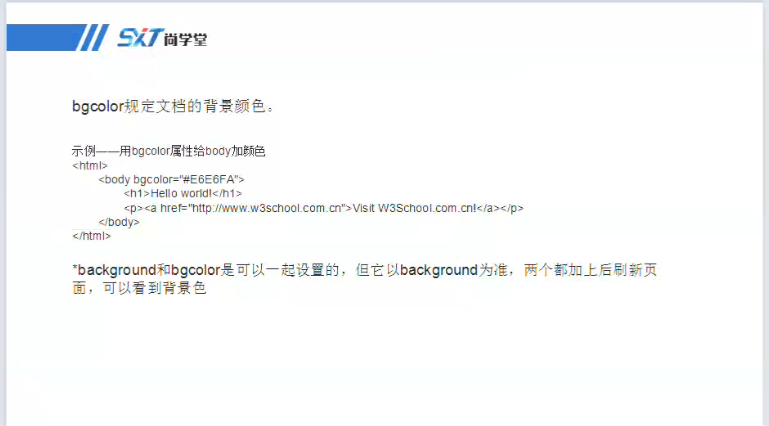 SXT尚学堂
bgcolor规定文档的背景颜色。
示例——用bgcolor属性给body加颜色
<html>
<body bgcolor="#E6E6FA">
<h1>Hello world!</h1>
<p><a href="http://www.w3school.com.cn">Visit W3School.com.cn!</a></p>
</body>
</html>
*background和bgcolor是可以一起设置的，但它以background为准，两个都加上后刷新页
面，可以看到背景色